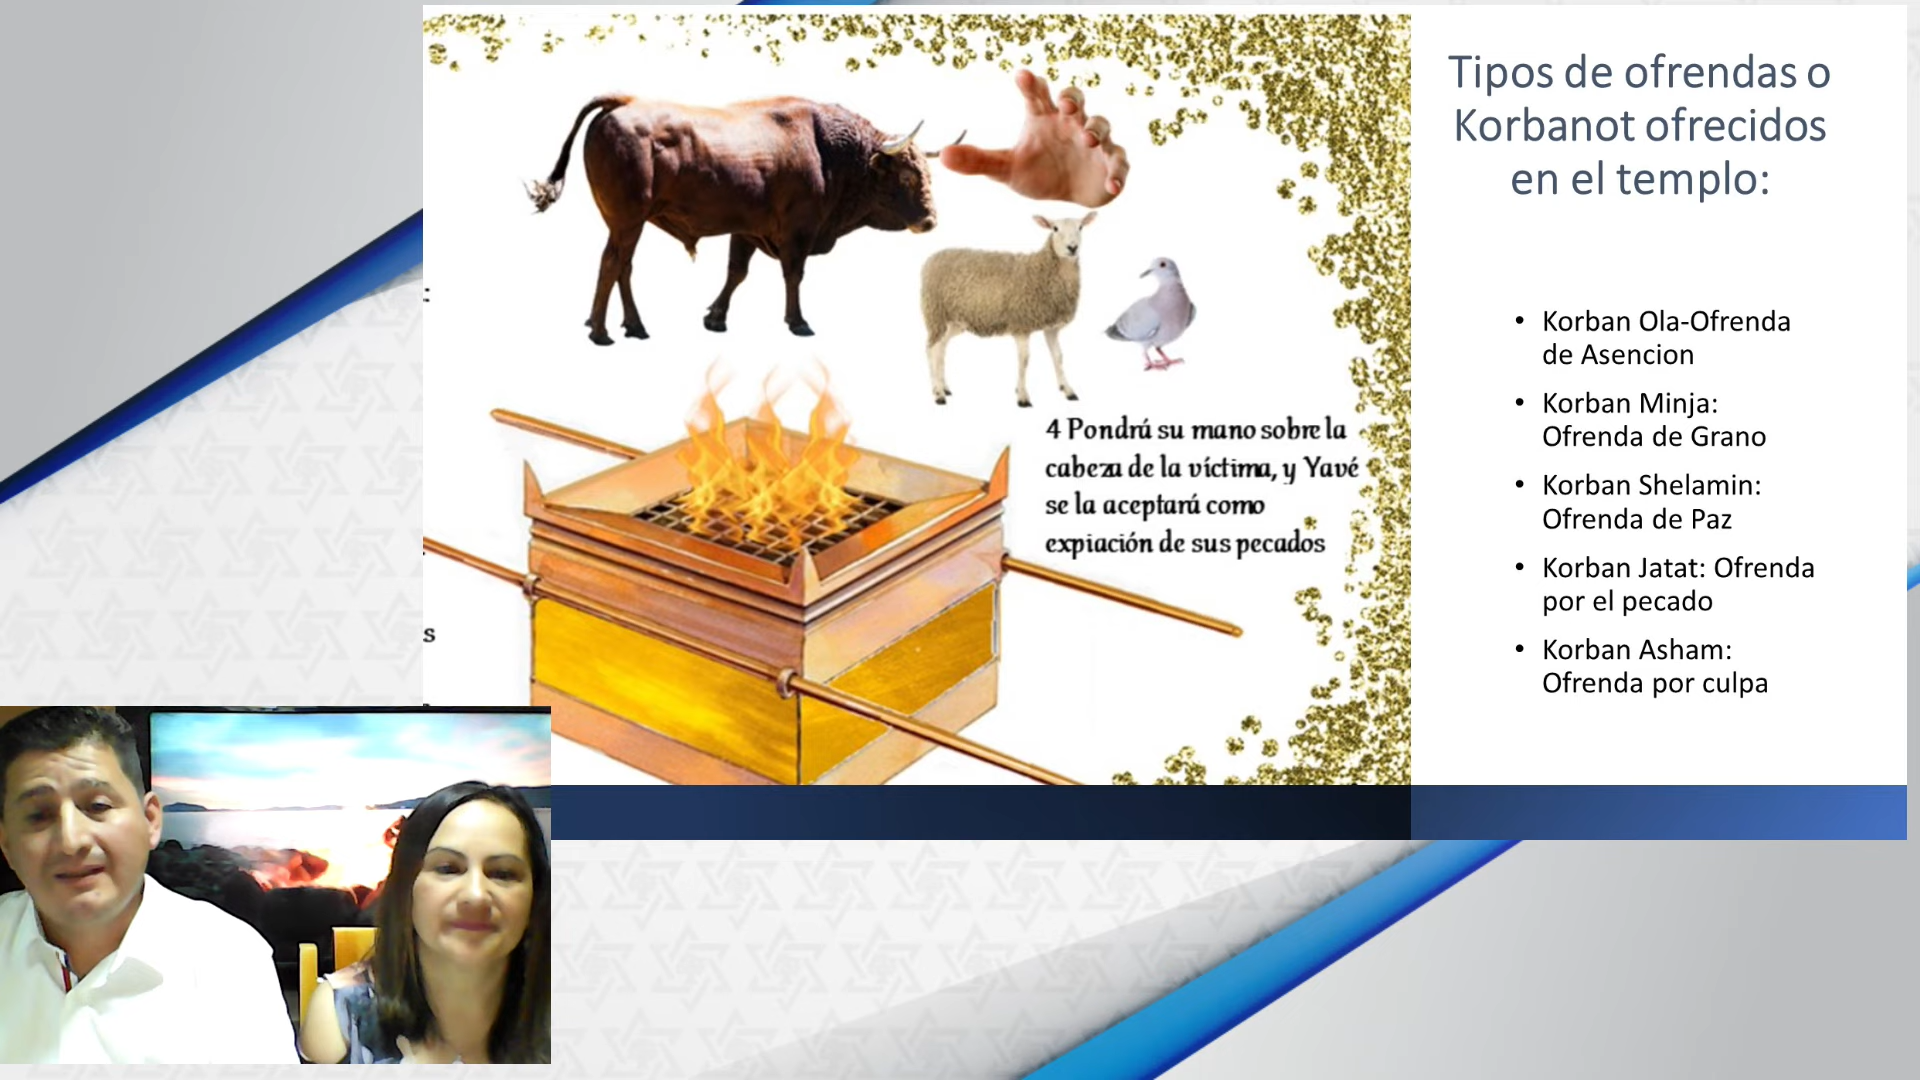 Tipos de ofrendas o
Korbanot ofrecidos
en el templo:
:
4 Pondrá su mano sobre la
cabeza de la víctima, y Yavé
se la aceptará como
expiación de sus pecados
s
• Korban Ola-Ofrenda
de Asencion
• Korban Minja:
Ofrenda de Grano
• Korban Shelamin:
Ofrenda de Paz
• Korban Jatat: Ofrenda
por el pecado
• Korban Asham:
Ofrenda por culpa